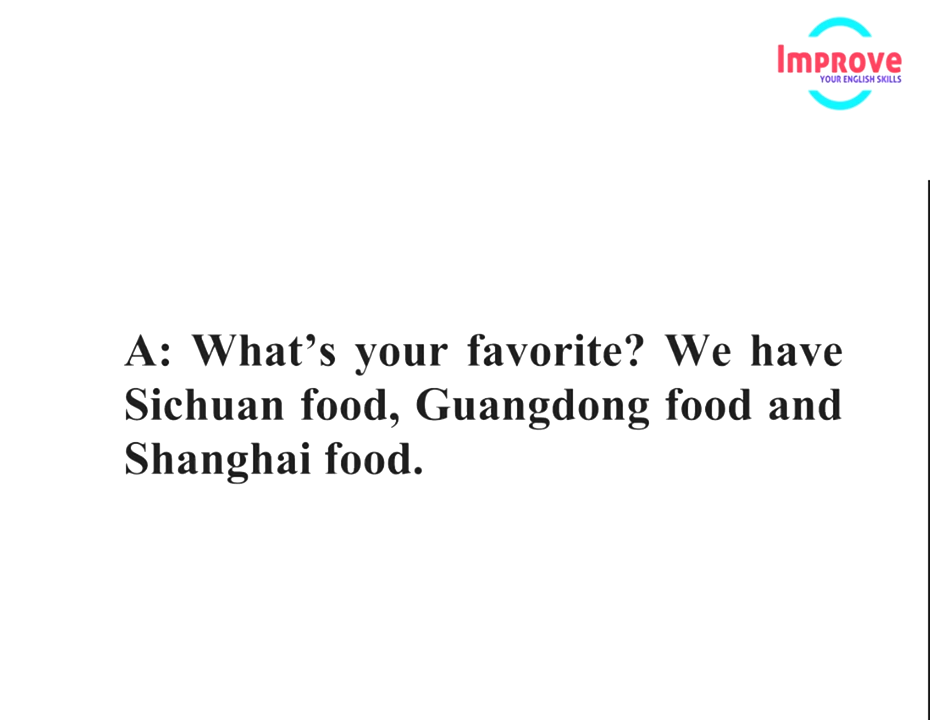 Improve
YOUR ENGLISH SKILLS
A: What’s your favorite? We have
Sichuan food, Guangdong food and
Shanghai food.